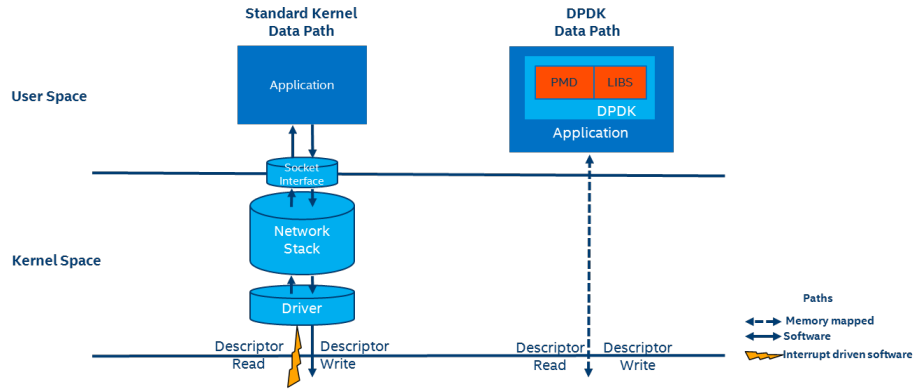 Standard Kernel
Data Path
DPDK
Data Path
User Space
Application
PMD
LIBS
DPDK
Application
Socket
Interface
Network
Stack
Kernel Space
Driver
Paths
Memory mapped
Software
Interrupt driven software
Descriptor
Read
Descriptor
Write
Descriptor
Read
Descriptor
Write